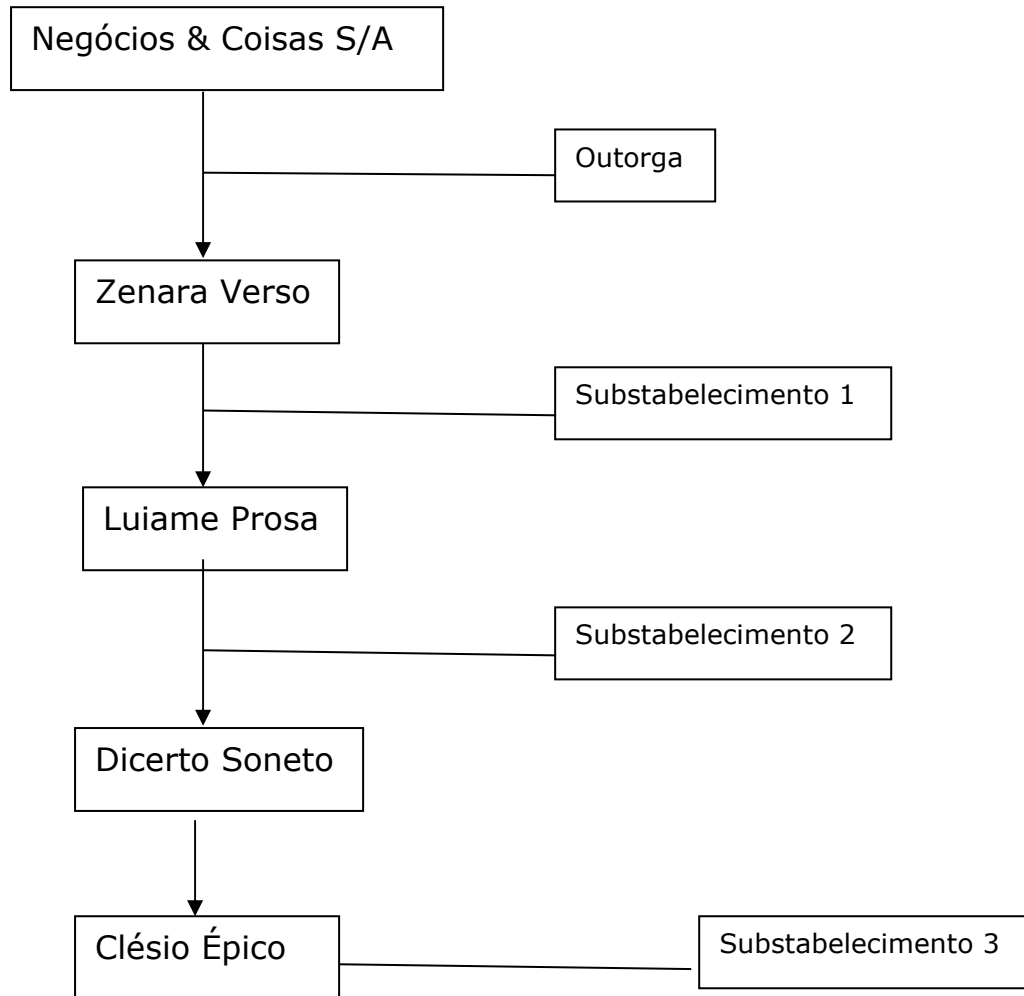 Negócios & Coisas S/A
Outorga
Zenara Verso
Substabelecimento 1
Luiame Prosa
Substabelecimento 2
Dicerto Soneto
Clésio Épico
Substabelecimento 3